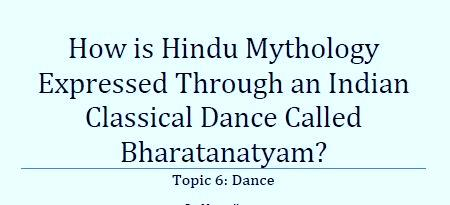 How is Hindu Mythology
Expressed Through an Indian
Classical Dance Called
Bharatanatyam?
Topic 6: Dance